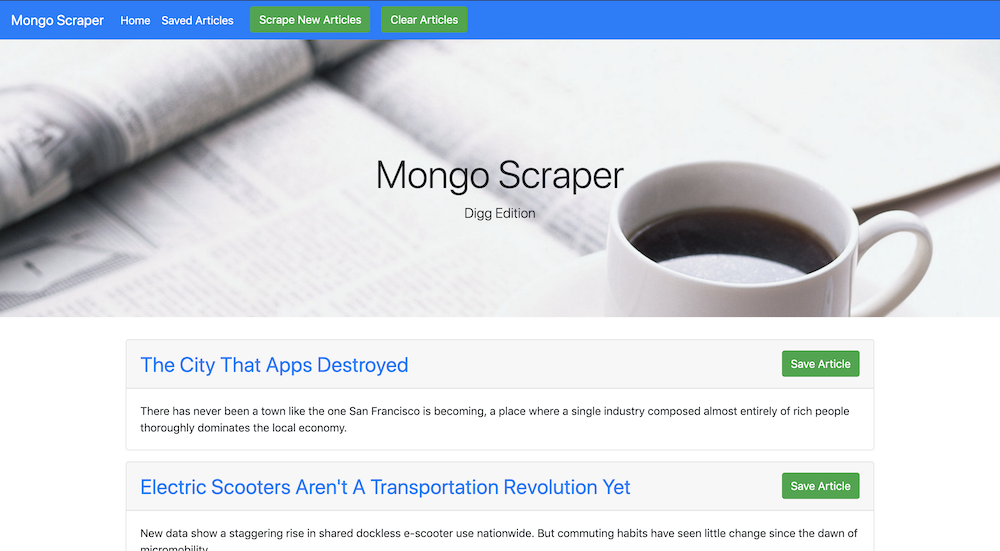 Mongo Scraper Home Saved Articles Scrape New Articles Clear Articles
Mongo Scraper
Digg Edition
The City That Apps Destroyed Save Article
There has never been a town like the one San Francisco is becoming, a place where a single industry composed almost entirely of rich people
thoroughly dominates the local economy.
Electric Scooters Aren't A Transportation Revolution Yet Save Article
New data show a staggering rise in shared dockless e-scooter use nationwide. But commuting habits have seen little change since the dawn of
micromobility.